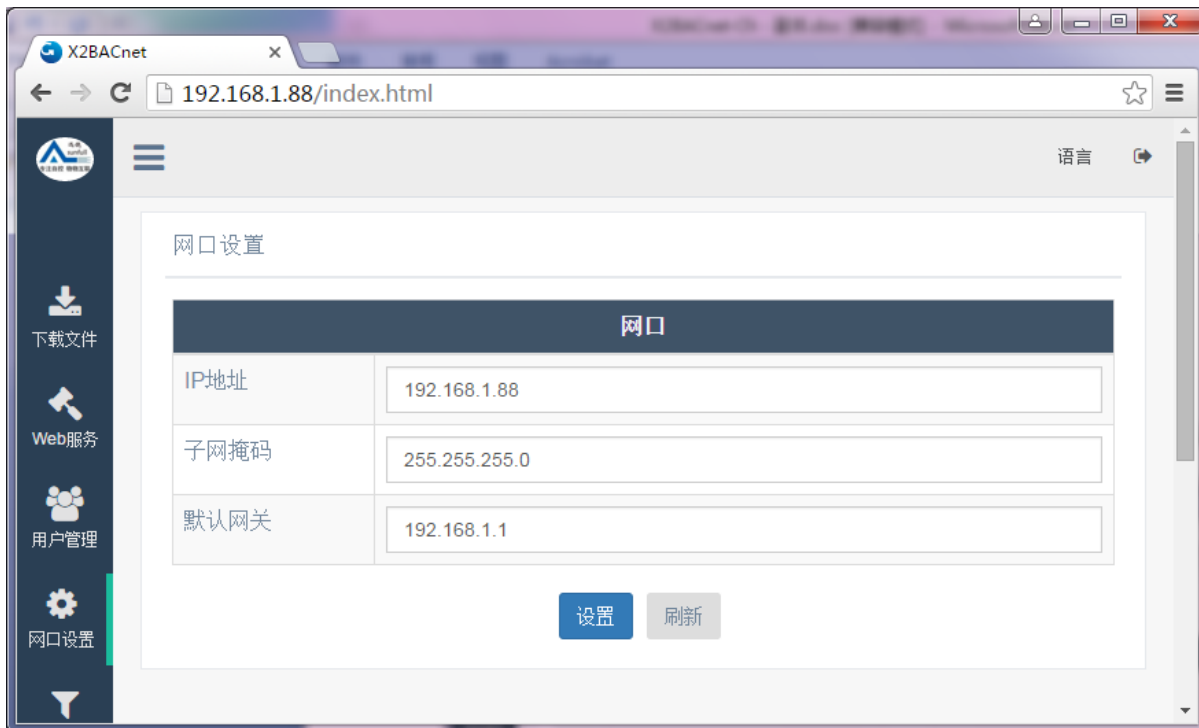 X2BACnet
192.168.1.88/index.html
语言
网口设置
网口
IP地址
192.168.1.88
子网掩码
255.255.255.0
默认网关
192.168.1.1
设置
刷新
下载文件
Web服务
用户管理
网口设置